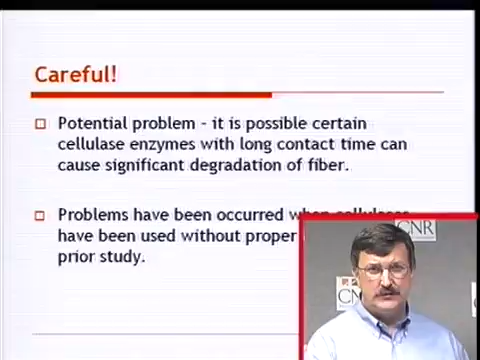 Careful!
Potential problem - it is possible certain
cellulase enzymes with long contact time can
cause significant degradation of fiber.
Problems have been occurred when cellulases
have been used without proper
prior study.
CNR
CN